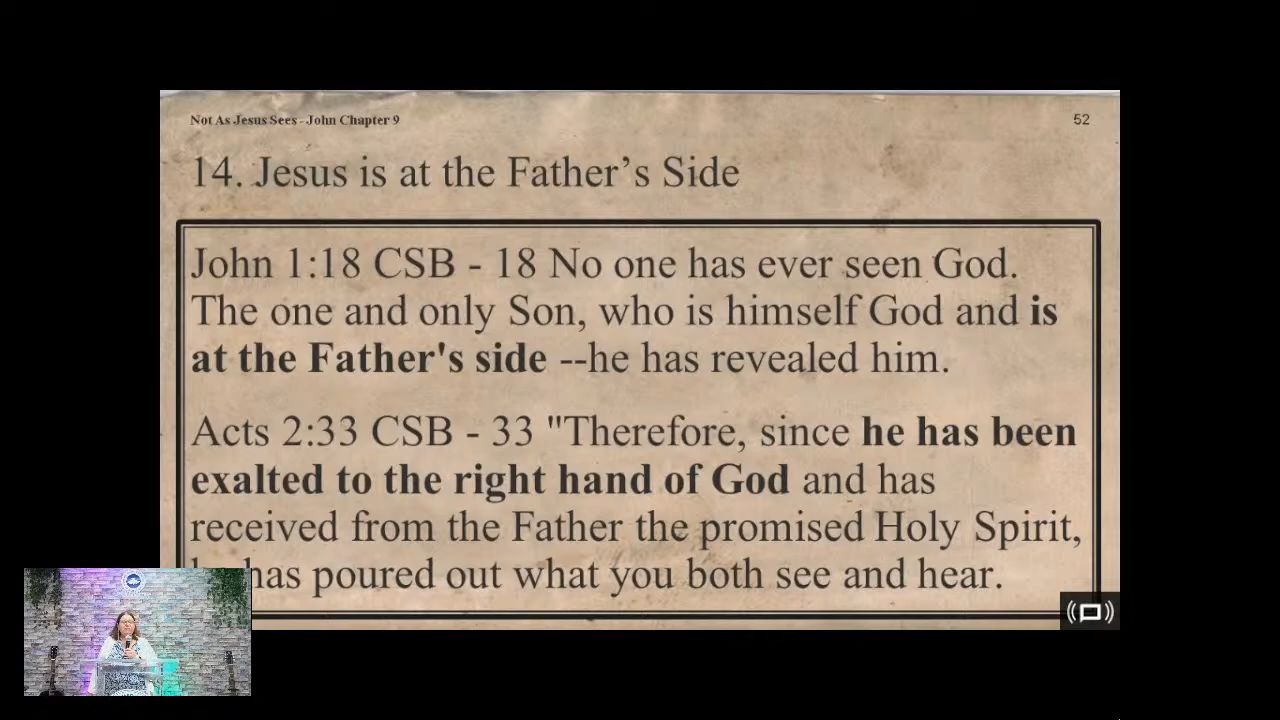 Not As Jesus Sees - John Chapter 9
52
14. Jesus is at the Father’s Side
John 1:18 CSB - 18 No one has ever seen God.
The one and only Son, who is himself God and is
at the Father's side --he has revealed him.
Acts 2:33 CSB - 33 "Therefore, since he has been
exalted to the right hand of God and has
received from the Father the promised Holy Spirit,
has poured out what you both see and hear.